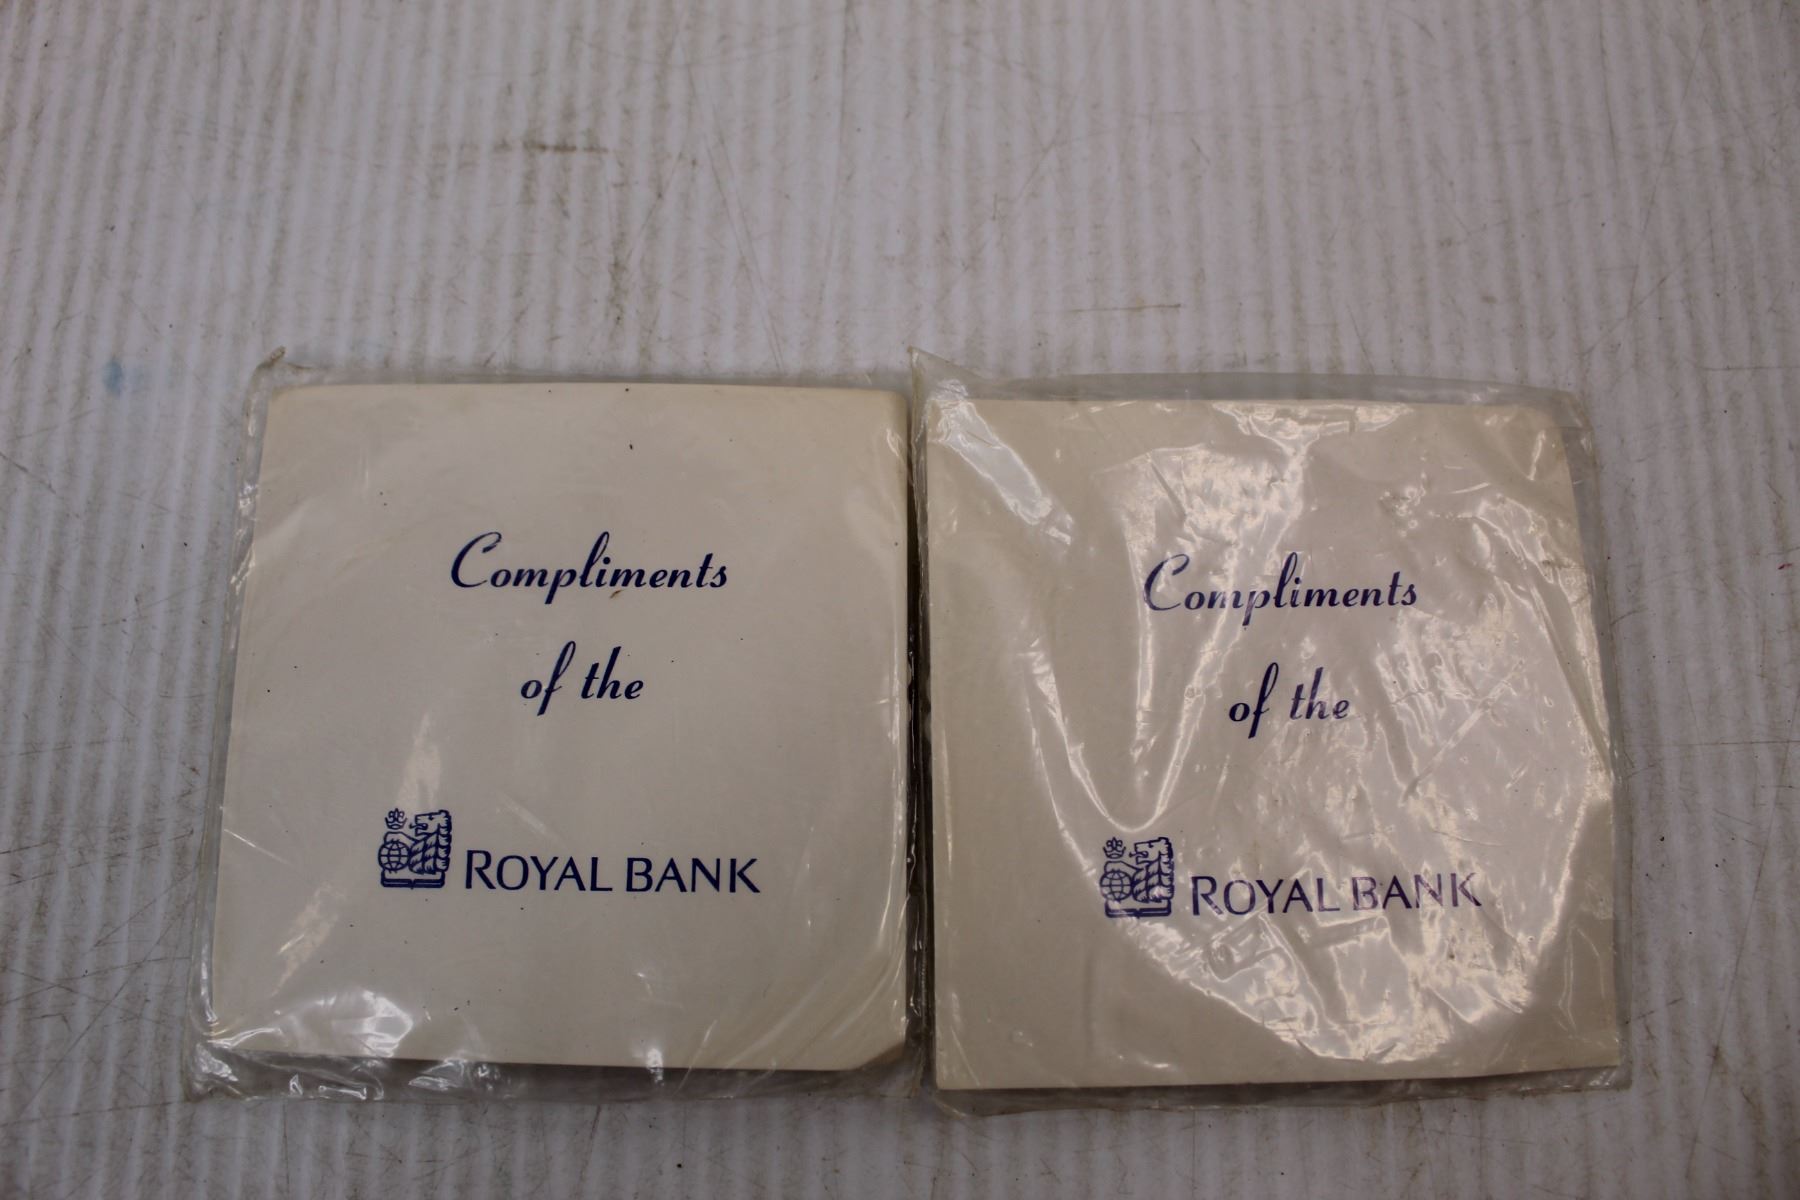 Compliments
of the
ROYAL BANK
Compliments
of the
ROYAL BANK